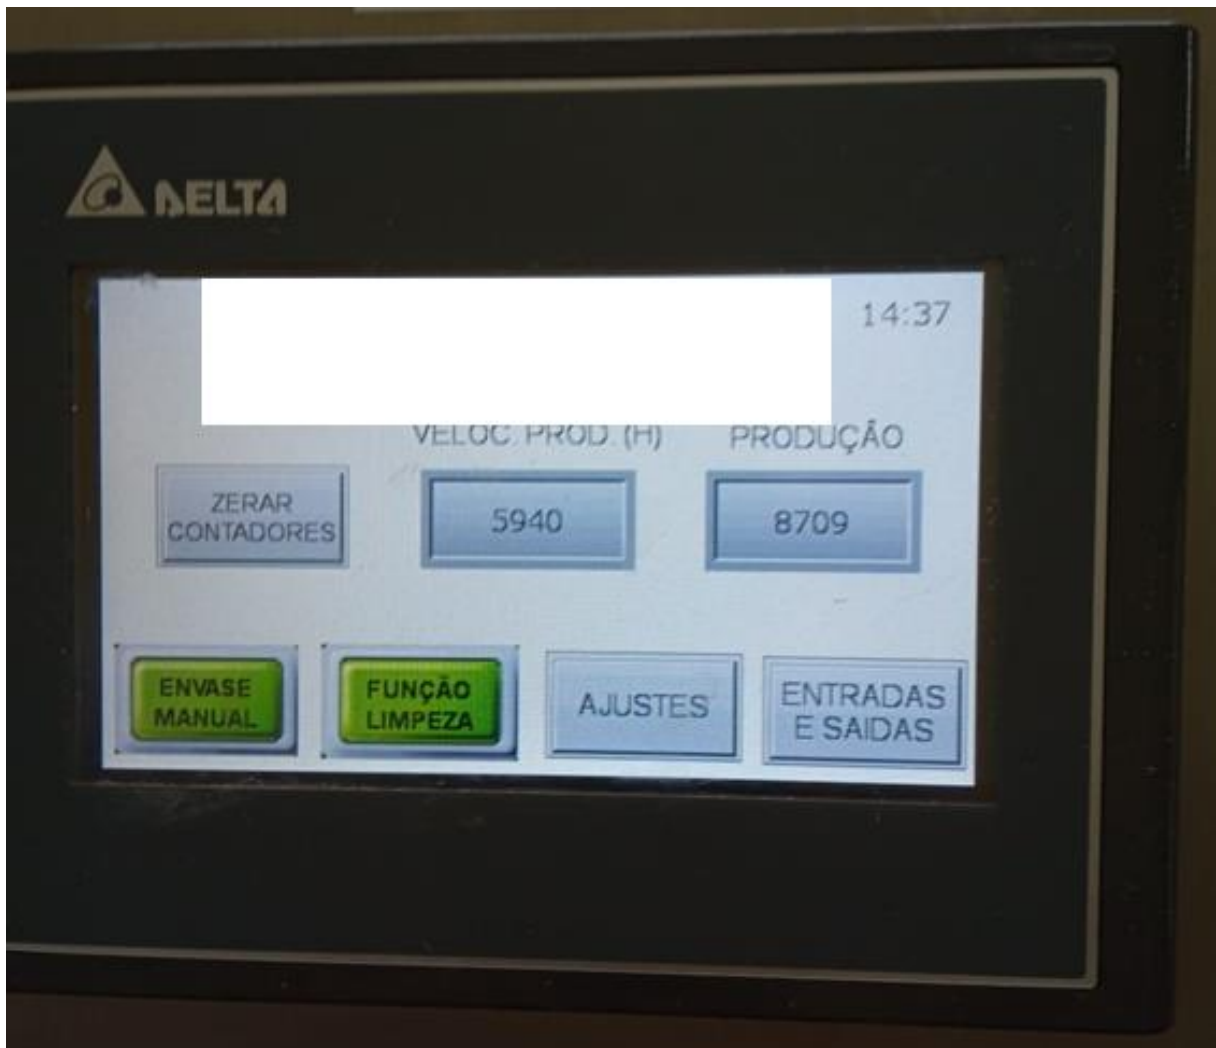 DELTA
14:37
VELOC. PROD. (H)
PRODUÇÃO
ZERAR
CONTADORES
5940
8709
ENVASE
MANUAL
FUNÇÃO
LIMPEZA
AJUSTES
ENTRADAS
E SAIDAS